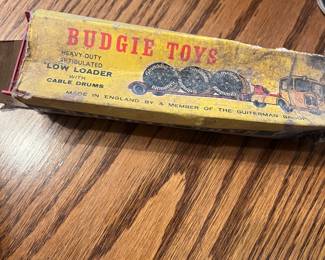 BUDGIE TOYS
HEAVY DUTY
ARTICULATED
"LOW LOADER
WITH
CABLE DRUMS
MADE IN ENGLAND BY A MEMBER OF THE GUITERMAN GROUP